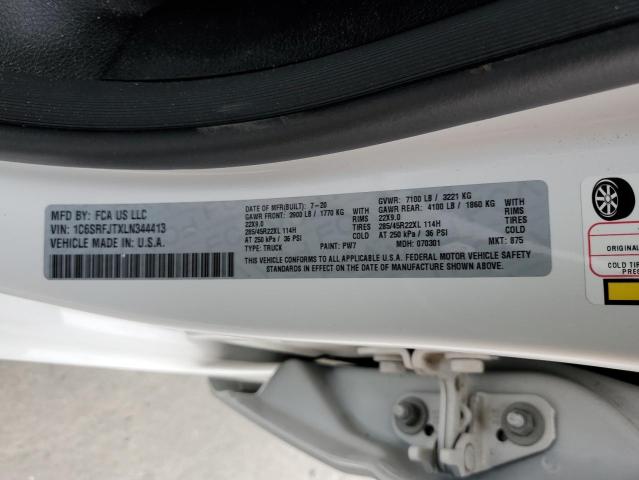 MFD BY: FCA US LLC
VIN: 1C6SRFJTXLN344413
VEHICLE MADE IN U.S.A.
DATE OF MFR(BUILT): 7-20
GAWR FRONT: 3900 LB / 1770 KG WITH
22X9.0 RIMS
285/45R22XL 114H TIRES
AT 250 kPa / 36 PSI COLD
TYPE: TRUCK PAINT: PW7
GVWR: 7100 LB / 3221 KG
GAWR REAR: 4100 LB / 1860 KG WITH
22X9.0 RIMS
285/45R22XL 114H TIRES
AT 250 kPa / 36 PSI COLD
MDH: 070301 MKT: 875
THIS VEHICLE CONFORMS TO ALL APPLICABLE U.S.A. FEDERAL MOTOR VEHICLE SAFETY
STANDARDS IN EFFECT ON THE DATE OF MANUFACTURE SHOWN ABOVE.
COLD TIR
PRE